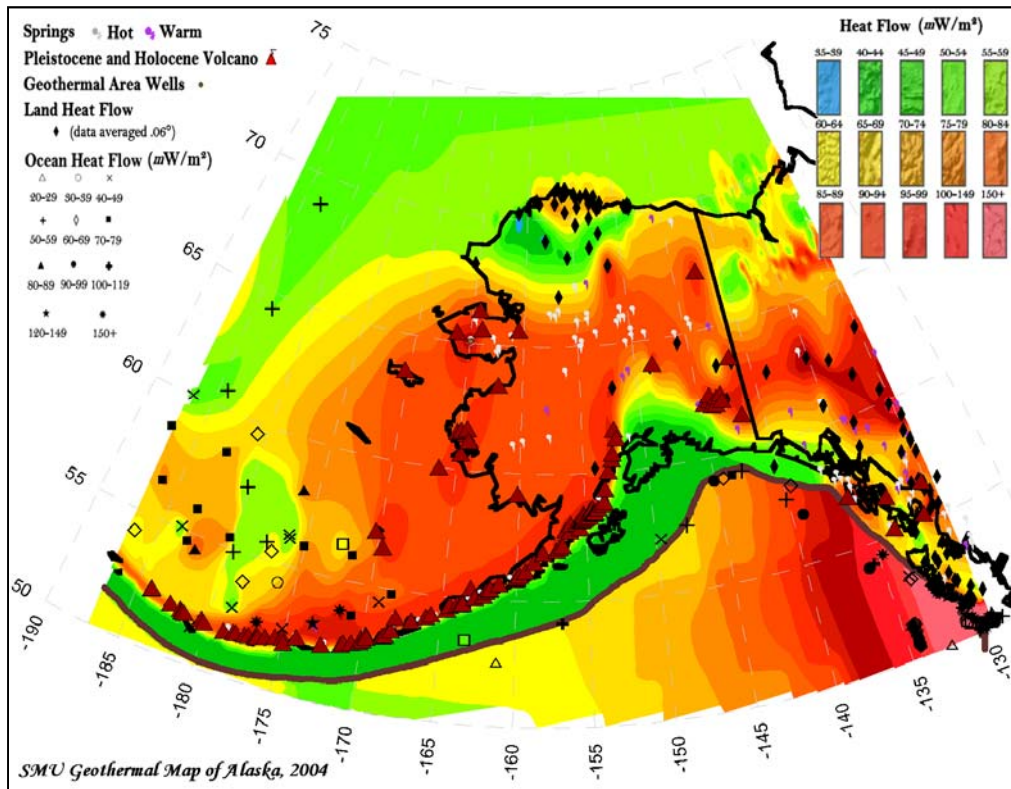 Springs Hot Warm
Pleistocene and Holocene Volcano
Geothermal Area Wells
Land Heat Flow
(data averaged .06°)
Ocean Heat Flow (mW/m²)
20-29 30-39 40-49
50-59 60-69 70-79
80-89 90-99 100-119
120-149 150+
Heat Flow mW/m²)
35-39 40-44 45-49 50-54 55-59
60-64 65-69 70-74 75-79 80-84
85-89 90-94 95-99 100-149 150+
75
70
65
60
55
50
-190
-185
-180
-175
-170
-165
-160
-155
-150
-145
-140
-135
-130
SMU Geothermal Map of Alaska, 2004